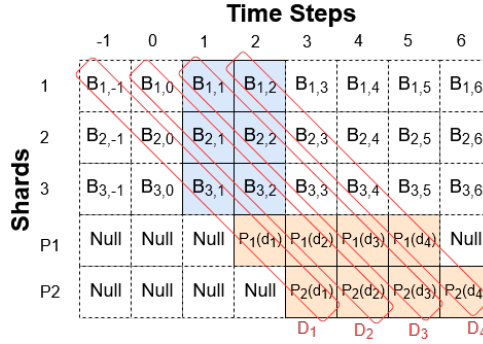 Time Steps
-1 0 1 2 3 4 5 6
1 B1,-1 B1,0 B1,1 B1,2 B1,3 B1,4 B1,5 B1,6
2 B2,-1 B2,0 B2,1 B2,2 B2,3 B2,4 B2,5 B2,6
3 B3,-1 B3,0 B3,1 B3,2 B3,3 B3,4 B3,5 B3,6
Shards
P1 Null Null Null P1(d1) P1(d2) P1(d3) P1(d4) Null
P2 Null Null Null Null P2(d1) P2(d2) P2(d3) P2(d4
D1 D2 D3 D4